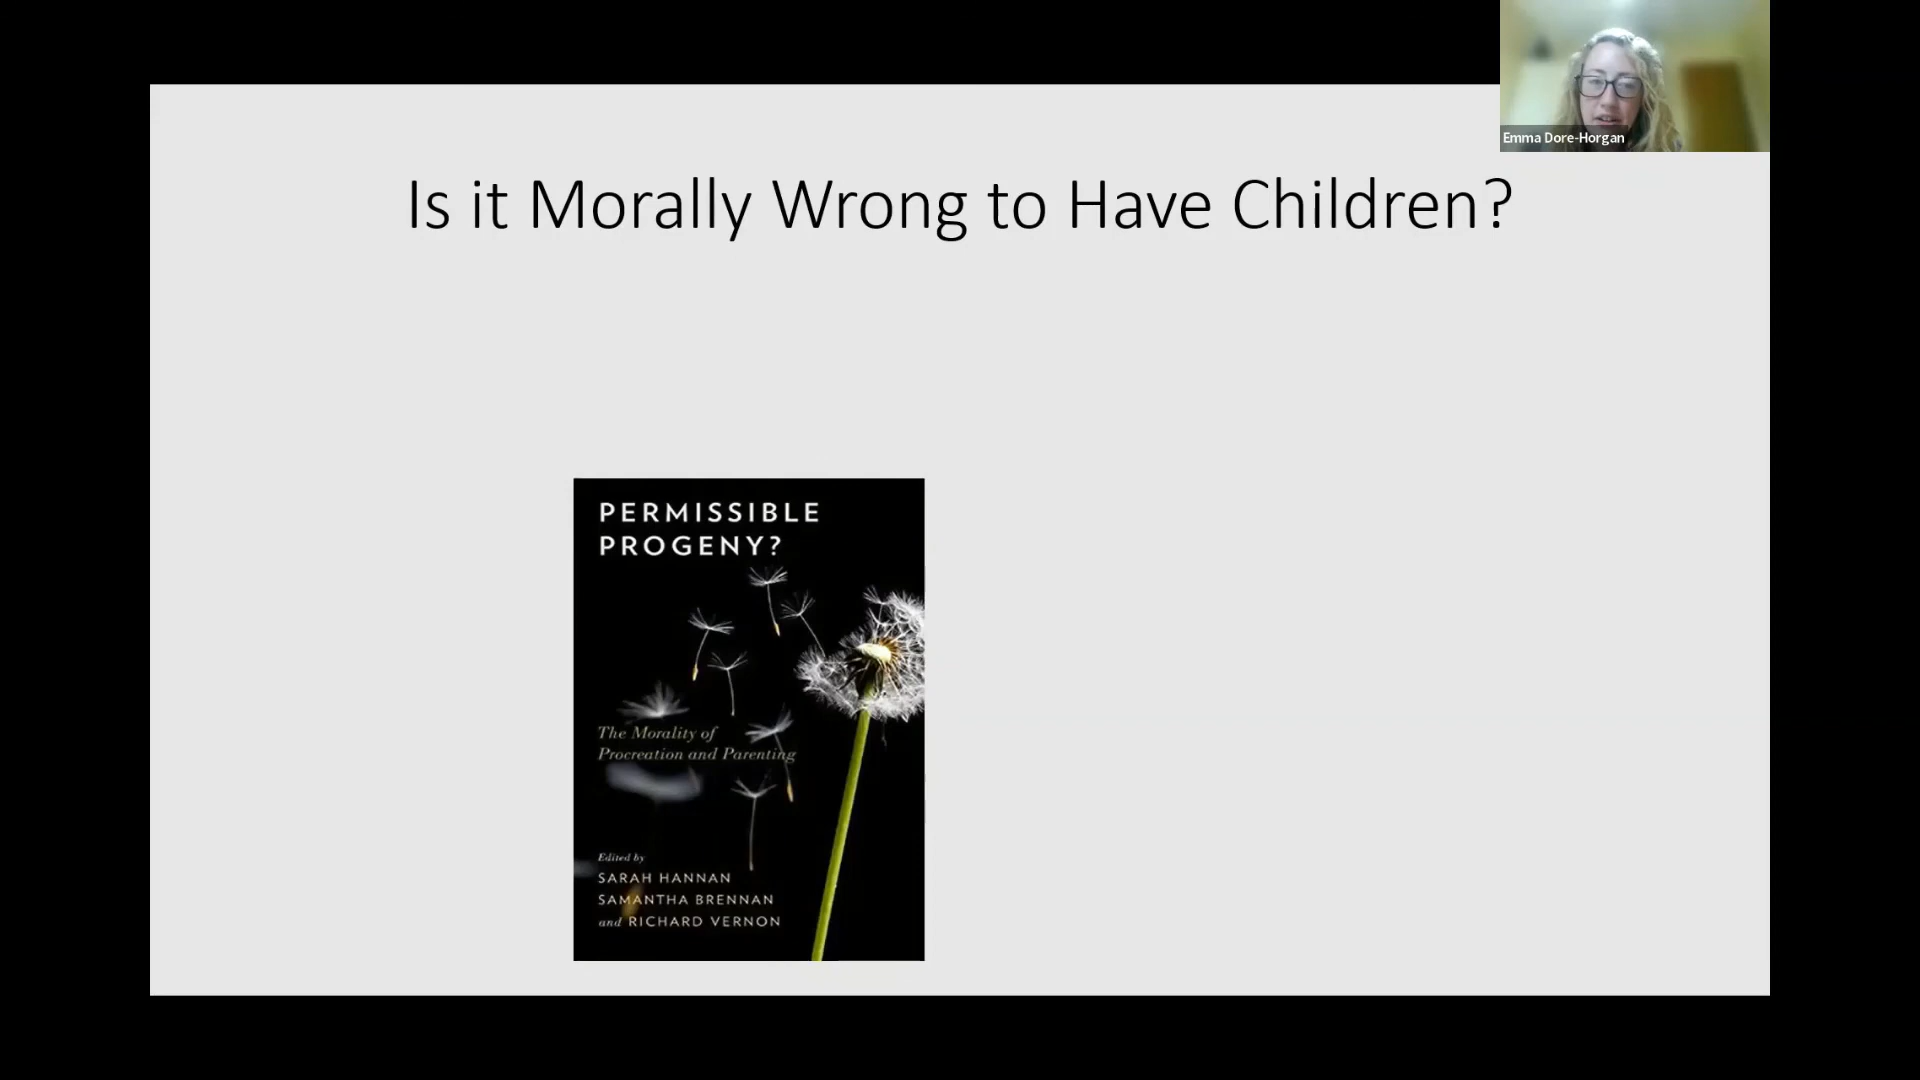 Emma Dore-Horgan
Is it Morally Wrong to Have Children?
PERMISSIBLE
PROGENY?
The Morality of
Procreation and Parenting
Edited by
SARAH HANNAN
SAMANTHA BRENNAN
and RICHARD VERNON